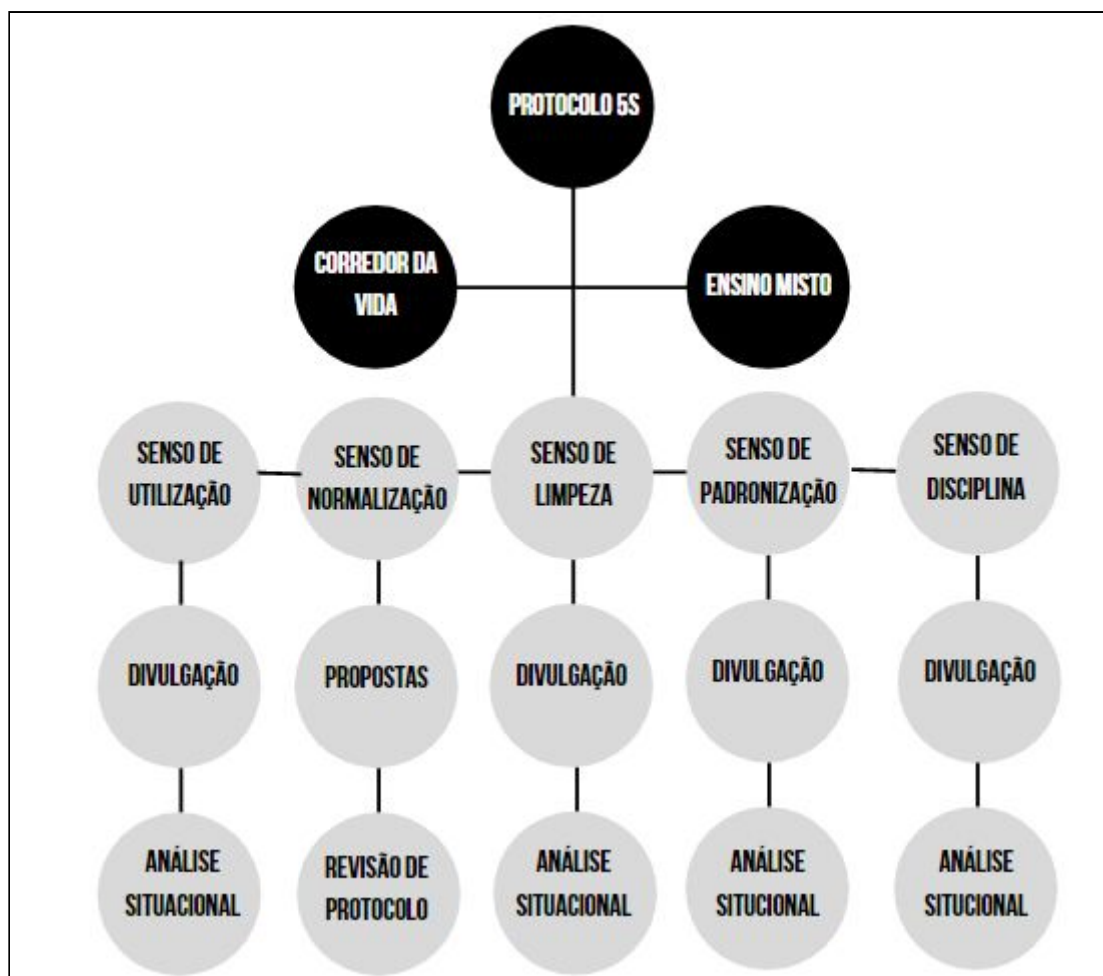 PROTOCOLO 5S
CORREDOR DA
VIDA
ENSINO MISTO
SENSO DE
UTILIZAÇÃO
SENSO DE
NORMALIZAÇÃO
SENSO DE
LIMPEZA
SENSO DE
PADRONIZAÇÃO
SENSO DE
DISCIPLINA
DIVULGAÇÃO
PROPOSTAS
DIVULGAÇÃO
DIVULGAÇÃO
DIVULGAÇÃO
ANÁLISE
SITUACIONAL
REVISÃO DE
PROTOCOLO
ANÁLISE
SITUACIONAL
ANÁLISE
SITUCIONAL
ANÁLISE
SITUCIONAL